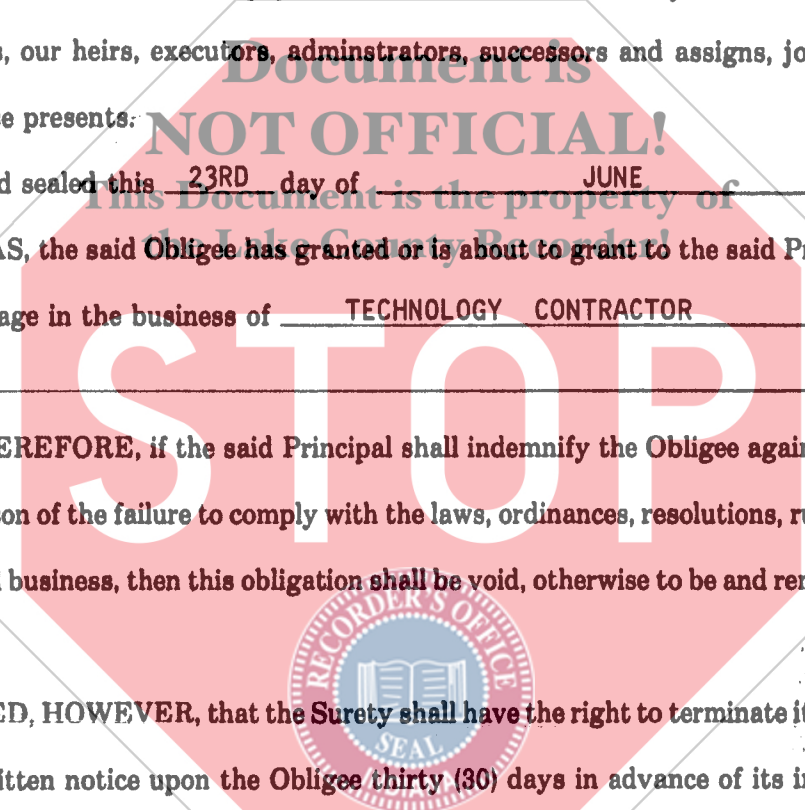 , our heirs, executors, adminstrators, successors and assigns, jo
Document is
e presents.
NOT OFFICIAL!
d sealed this 23RD day of JUNE
This Document is the property of
AS, the said Obligee has granted or is about to grant to the said Pr
the Lake County Recorder!
age in the business of TECHNOLOGY CONTRACTOR
STOP
EREFORE, if the said Principal shall indemnify the Obligee again
on of the failure to comply with the laws, ordinances, resolutions, ru
business, then this obligation shall be void, otherwise to be and rem
RECORDER'S OFFICE
ED, HOWEVER, that the Surety shall have the right to terminate it
SEAL
itten notice upon the Obligee thirty (30) days in advance of its in